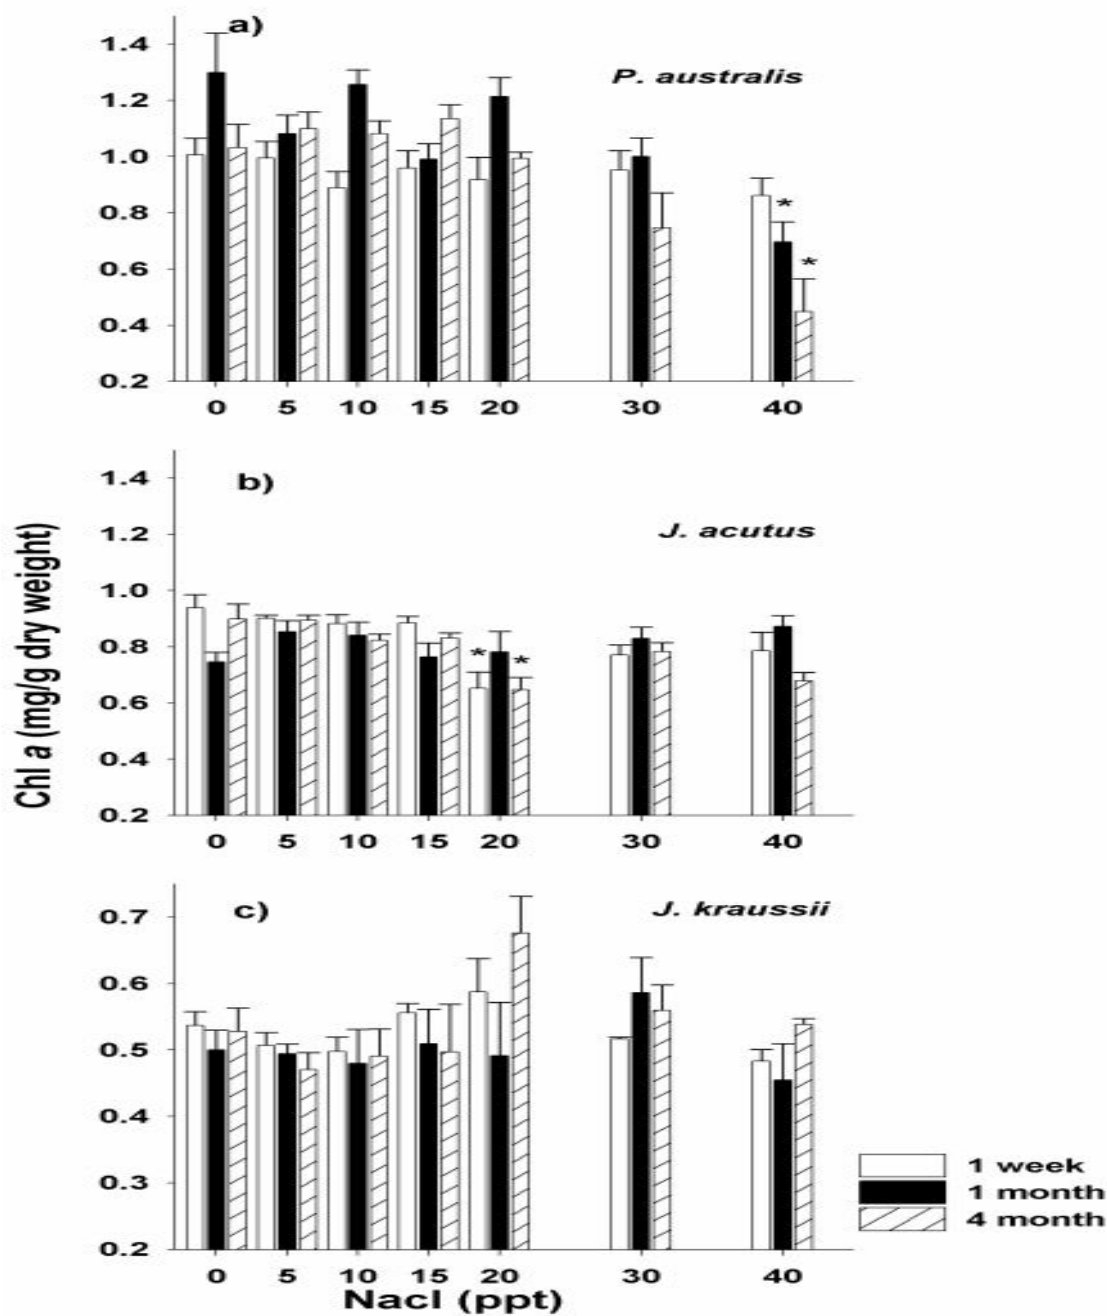 a)
P. australis
1.4
1.2
1.0
0.8
0.6
0.4
0.2
*
*
0 5 10 15 20 30 40
b)
J. acutus
1.4
1.2
1.0
0.8
0.6
0.4
0.2
* *
0 5 10 15 20 30 40
Chl a (mg/g dry weight)
c)
J. kraussii
0.7
0.6
0.5
0.4
0.3
0.2
0 5 10 15 20 30 40
Nacl (ppt)
1 week
1 month
4 month